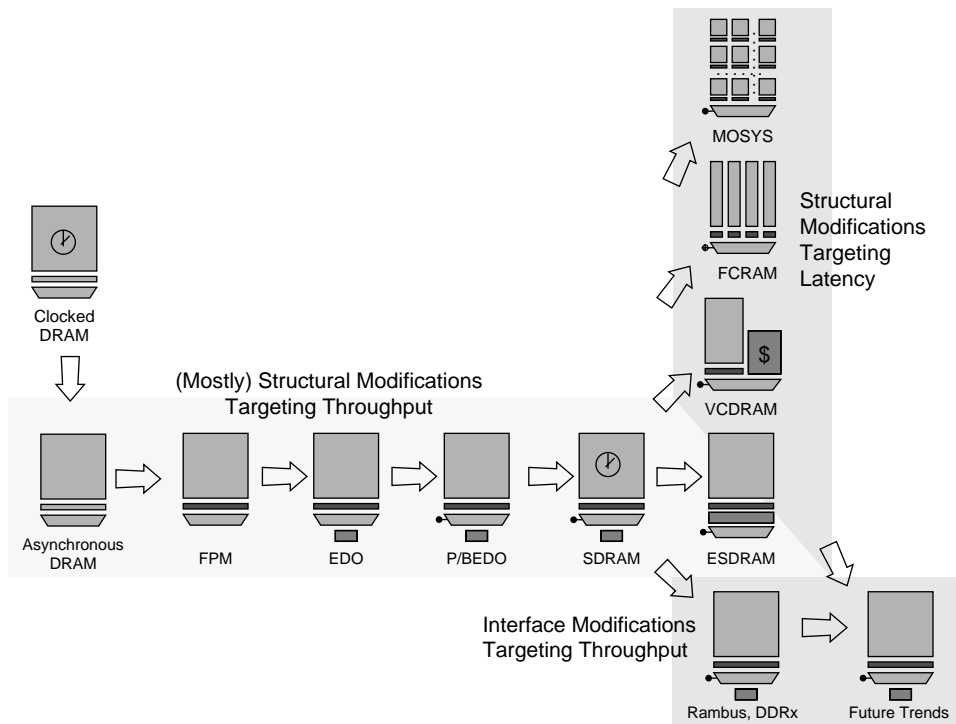 MOSYS
FCRAM
Structural
Modifications
Targeting
Latency
Clocked
DRAM
$
VCDRAM
(Mostly) Structural Modifications
Targeting Throughput
Asynchronous
DRAM
FPM
EDO
P/BEDO
SDRAM
ESDRAM
Interface Modifications
Targeting Throughput
Rambus, DDRx
Future Trends